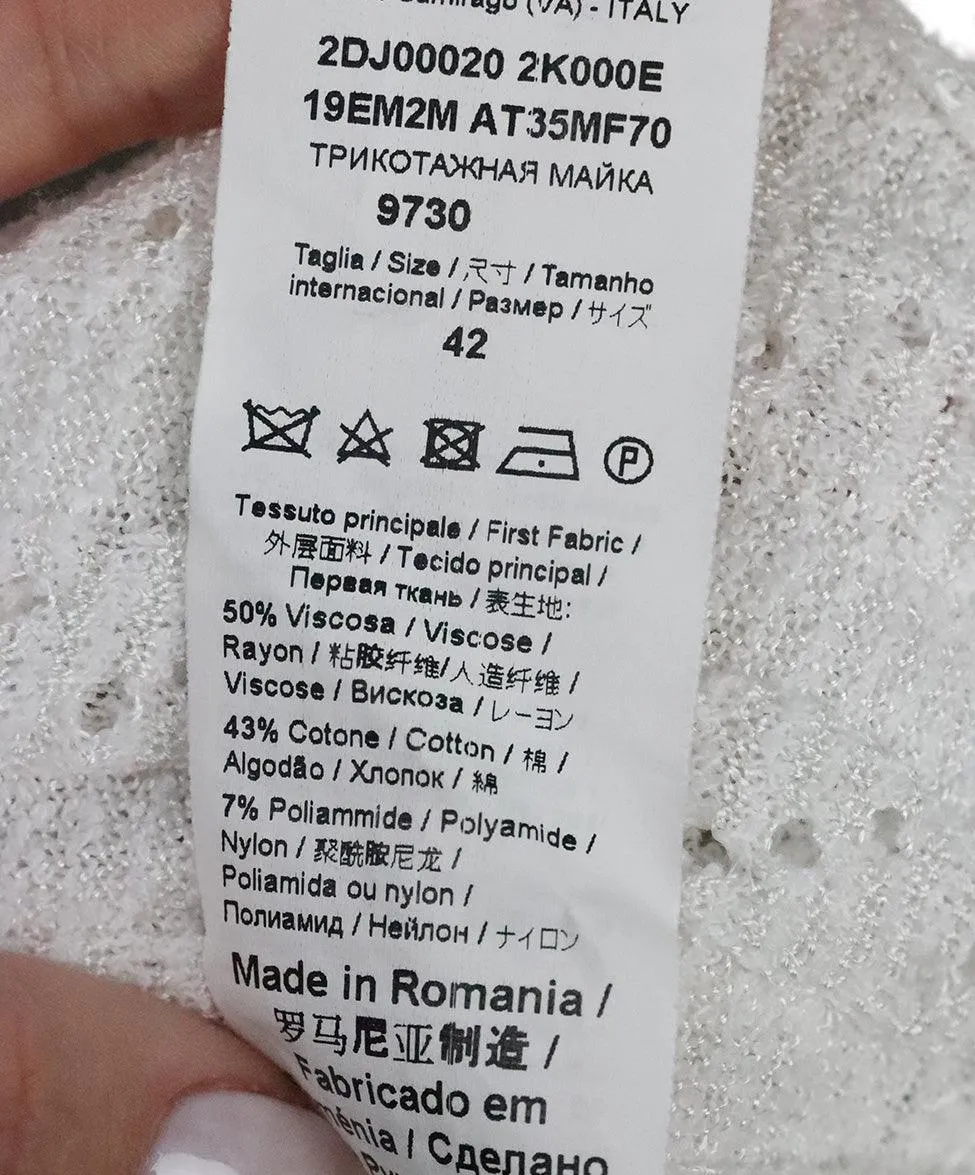 (VA) - ITALY
2DJ00020 2K000E
19EM2M AT35MF70
ТРИКОТАЖНАЯ МАЙКА
9730
Taglia / Size / 尺寸 / Tamanho
internacional / Размер / サイズ
42
P
Tessuto principale / First Fabric /
外层面料 / Tecido principal /
Первая ткань / 表生地:
50% Viscosa / Viscose /
Rayon / 粘胶纤维/人造纤维 /
Viscose / Вискоза / レーヨン
43% Cotone / Cotton / 棉 /
Algodão / Хлопок / 綿
7% Poliammide / Polyamide /
Nylon / 聚酰胺尼龙 /
Poliamida ou nylon /
Полиамид / Нейлон / ナイロン
Made in Romania /
罗马尼亚制造 /
Fabricado em
/ Сделано